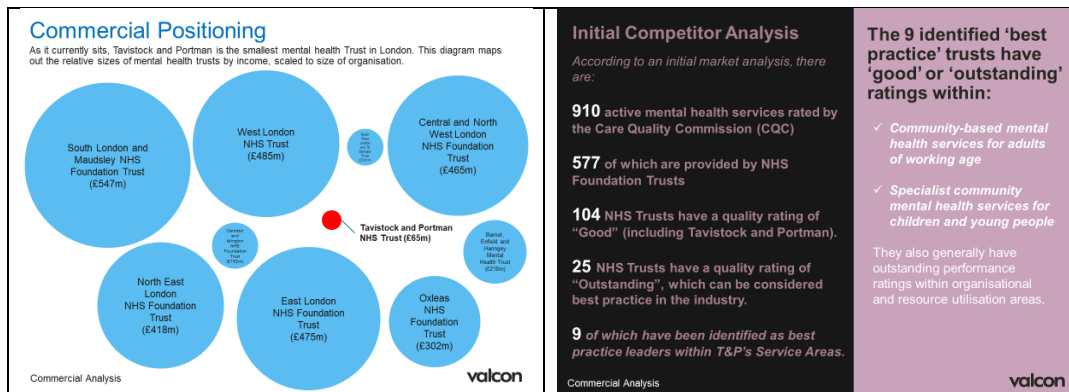 Commercial Positioning
As it currently sits, Tavistock and Portman is the smallest mental health Trust in London. This diagram maps
out the relative sizes of mental health trusts by income, scaled to size of organisation.
South London and
Maudsley NHS
Foundation Trust
(£547m)
West London
NHS Trust
(£485m)
Central and North
West London
NHS Foundation
Trust
(£465m)
Tavistock and Portman
NHS Trust (£65m)
Camden
and
Islington
NHS
Foundation
Trust
Barnet,
Enfield and
Haringey
Mental
Health Trust
(£210m)
North East
London
NHS Foundation
Trust
(£418m)
East London
NHS Foundation
Trust
(£475m)
Oxleas
NHS
Foundation
Trust
(£302m)
Commercial Analysis
valcon
Initial Competitor Analysis
According to an initial market analysis, there
are:
910 active mental health services rated by
the Care Quality Commission (CQC)
577 of which are provided by NHS
Foundation Trusts
104 NHS Trusts have a quality rating of
“Good” (including Tavistock and Portman).
25 NHS Trusts have a quality rating of
“Outstanding”, which can be considered
best practice in the industry.
9 of which have been identified as best
practice leaders within T&P’s Service Areas.
Commercial Analysis
The 9 identified ‘best
practice’ trusts have
‘good’ or ‘outstanding’
ratings within:
✓ Community-based mental
health services for adults
of working age
✓ Specialist community
mental health services for
children and young people
They also generally have
outstanding performance
ratings within organisational
and resource utilisation areas.
valcon